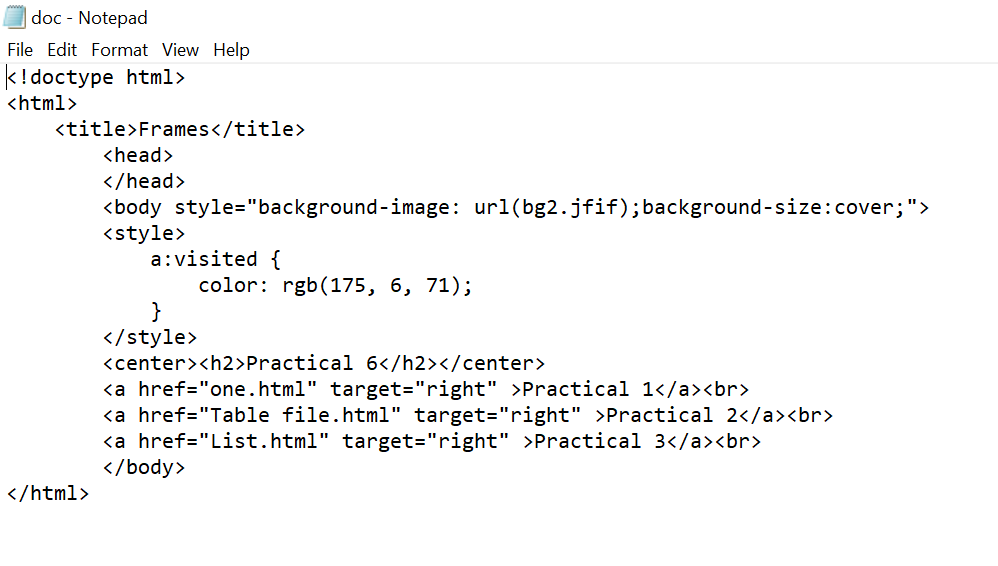 doc - Notepad
File Edit Format View Help
<!doctype html>
<html>
    <title>Frames</title>
        <head>
        </head>
        <body style="background-image: url(bg2.jfif);background-size:cover;">
        <style>
            a:visited {
                color: rgb(175, 6, 71);
            }
        </style>
        <center><h2>Practical 6</h2></center>
        <a href="one.html" target="right" >Practical 1</a><br>
        <a href="Table file.html" target="right" >Practical 2</a><br>
        <a href="List.html" target="right" >Practical 3</a><br>
        </body>
</html>